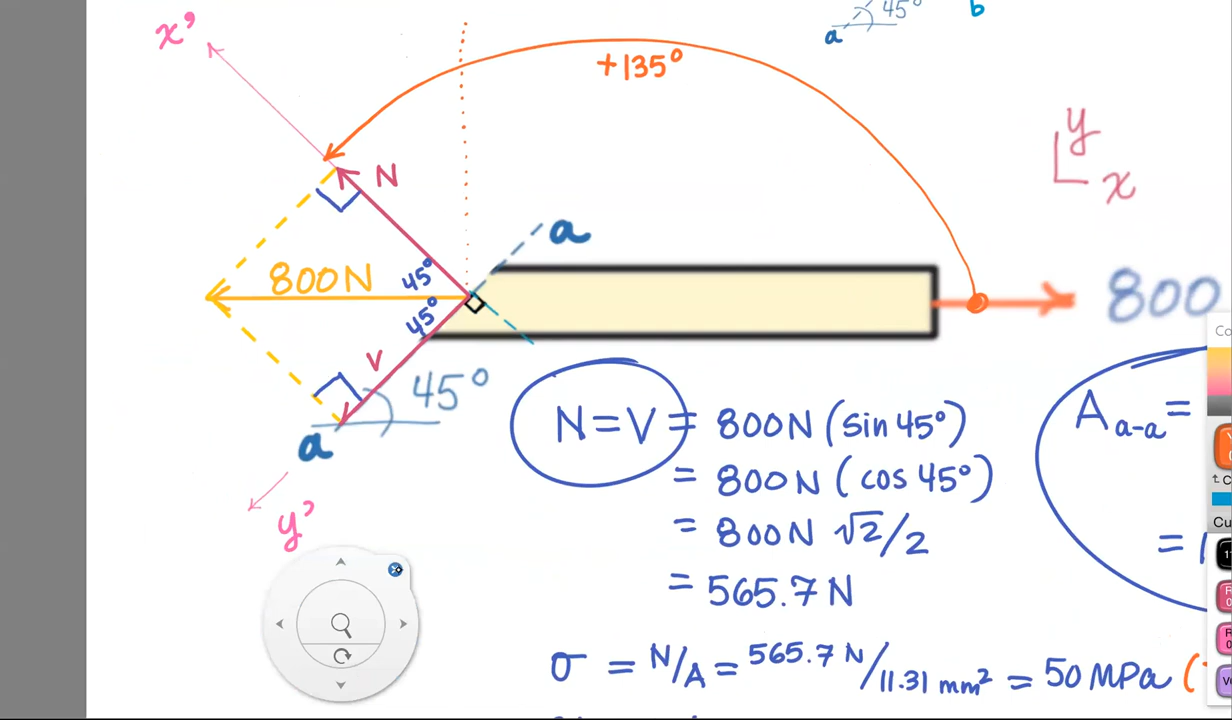 45°
a
b
x'
+135°
y
x
N
a
800N
45°
45°
800
V
45°
a
y'
N = V = 800N (sin 45°)
= 800N (cos 45°)
= 800N √2/2
= 565.7 N
A a-a =
=
σ = N/A = 565.7 N/11.31 mm² = 50 MPa (